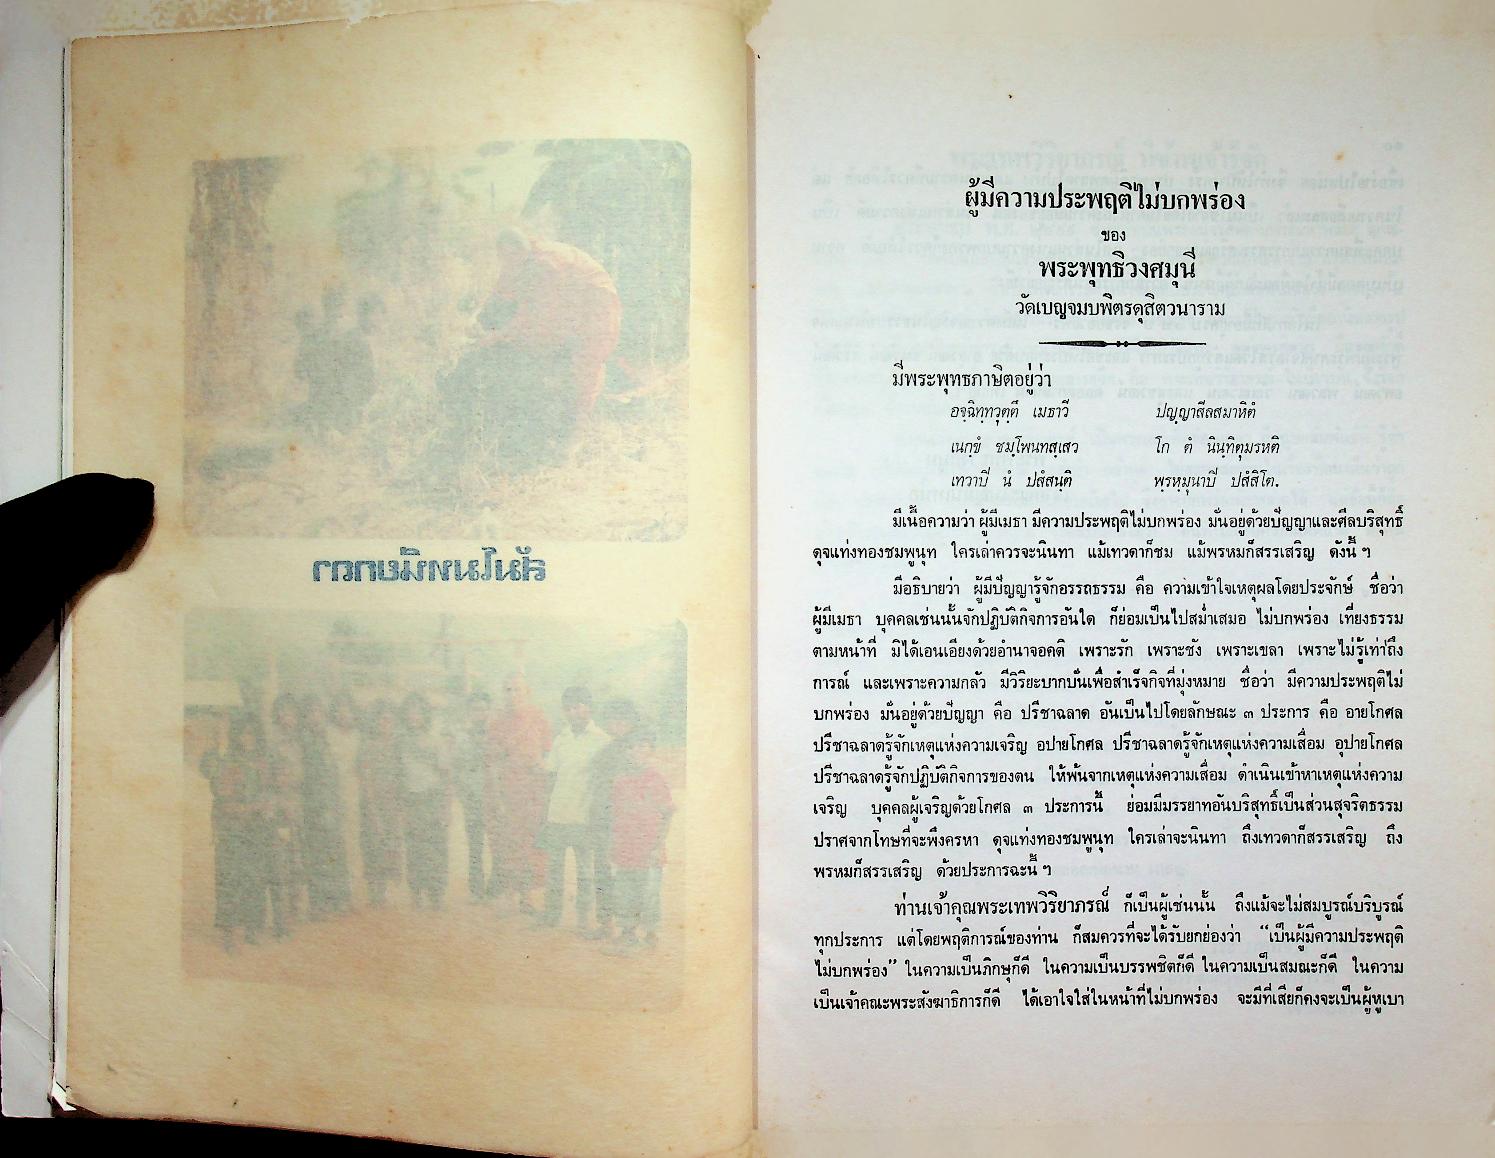 ผู้มีความประพฤติไม่บกพร่อง
ของ
พระพุทธิวงศมุนี
วัดเบญจมบพิตรดุสิตวนาราม
มีพระพุทธภาษิตอยู่ว่า
อจฺฉิทฺทวุตฺตึ เมธาวี ปญฺญาสีลสมาหิตํ
เนกฺขํ ชมฺโพนทสฺเสว โก ตํ นินฺทิตุมรหติ
เทวาปิ นํ ปสํสนฺติ พฺรหฺมุนาปิ ปสํสิโต.
มีเนื้อความว่า ผู้มีเมธา มีความประพฤติไม่บกพร่อง มั่นอยู่ด้วยปัญญาและศีลบริสุทธิ์
ดุจแท่งทองชมพูนุท ใครเล่าควรจะนินทา แม้เทวดาก็ชม แม้พรหมก็สรรเสริญ ดังนี้ ฯ
มีอธิบายว่า ผู้มีปัญญารู้จักอรรถธรรม คือ ความเข้าใจเหตุผลโดยประจักษ์ ชื่อว่า
ผู้มีเมธา บุคคลเช่นนั้นจักปฏิบัติกิจการอันใด ก็ย่อมเป็นไปสม่ำเสมอ ไม่บกพร่อง เที่ยงธรรม
ตามหน้าที่ มิได้เอนเอียงด้วยอำนาจอคติ เพราะรัก เพราะชัง เพราะเขลา เพราะไม่รู้เท่าถึง
การณ์ และเพราะความกลัว มีวิริยะบากบั่นเพื่อสำเร็จกิจที่มุ่งหมาย ชื่อว่า มีความประพฤติไม่
บกพร่อง มั่นอยู่ด้วยปัญญา คือ ปรีชาฉลาด อันเป็นไปโดยลักษณะ ๓ ประการ คือ อายโกศล
ปรีชาฉลาดรู้จักเหตุแห่งความเจริญ อปายโกศล ปรีชาฉลาดรู้จักเหตุแห่งความเสื่อม อุปายโกศล
ปรีชาฉลาดรู้จักปฏิบัติกิจการของตน ให้พ้นจากเหตุแห่งความเสื่อม ดำเนินเข้าหาเหตุแห่งความ
เจริญ บุคคลผู้เจริญด้วยโกศล ๓ ประการนี้ ย่อมมีมรรยาทอันบริสุทธิ์เป็นส่วนสุจริตธรรม
ปราศจากโทษที่จะพึงครหา ดุจแท่งทองชมพูนุท ใครเล่าจะนินทา ถึงเทวดาก็สรรเสริญ ถึง
พรหมก็สรรเสริญ ด้วยประการฉะนี้ ฯ
ท่านเจ้าคุณพระเทพวิริยาภรณ์ ก็เป็นผู้เช่นนั้น ถึงแม้จะไม่สมบูรณ์บริบูรณ์
ทุกประการ แต่โดยพฤติการณ์ของท่าน ก็สมควรที่จะได้รับยกย่องว่า “เป็นผู้มีความประพฤติ
ไม่บกพร่อง” ในความเป็นภิกษุก็ดี ในความเป็นบรรพชิตก็ดี ในความเป็นสมณะก็ดี ในความ
เป็นเจ้าคณะพระสังฆาธิการก็ดี ได้เอาใจใส่ในหน้าที่ไม่บกพร่อง จะมีที่เสียก็คงจะเป็นผู้หูเบา